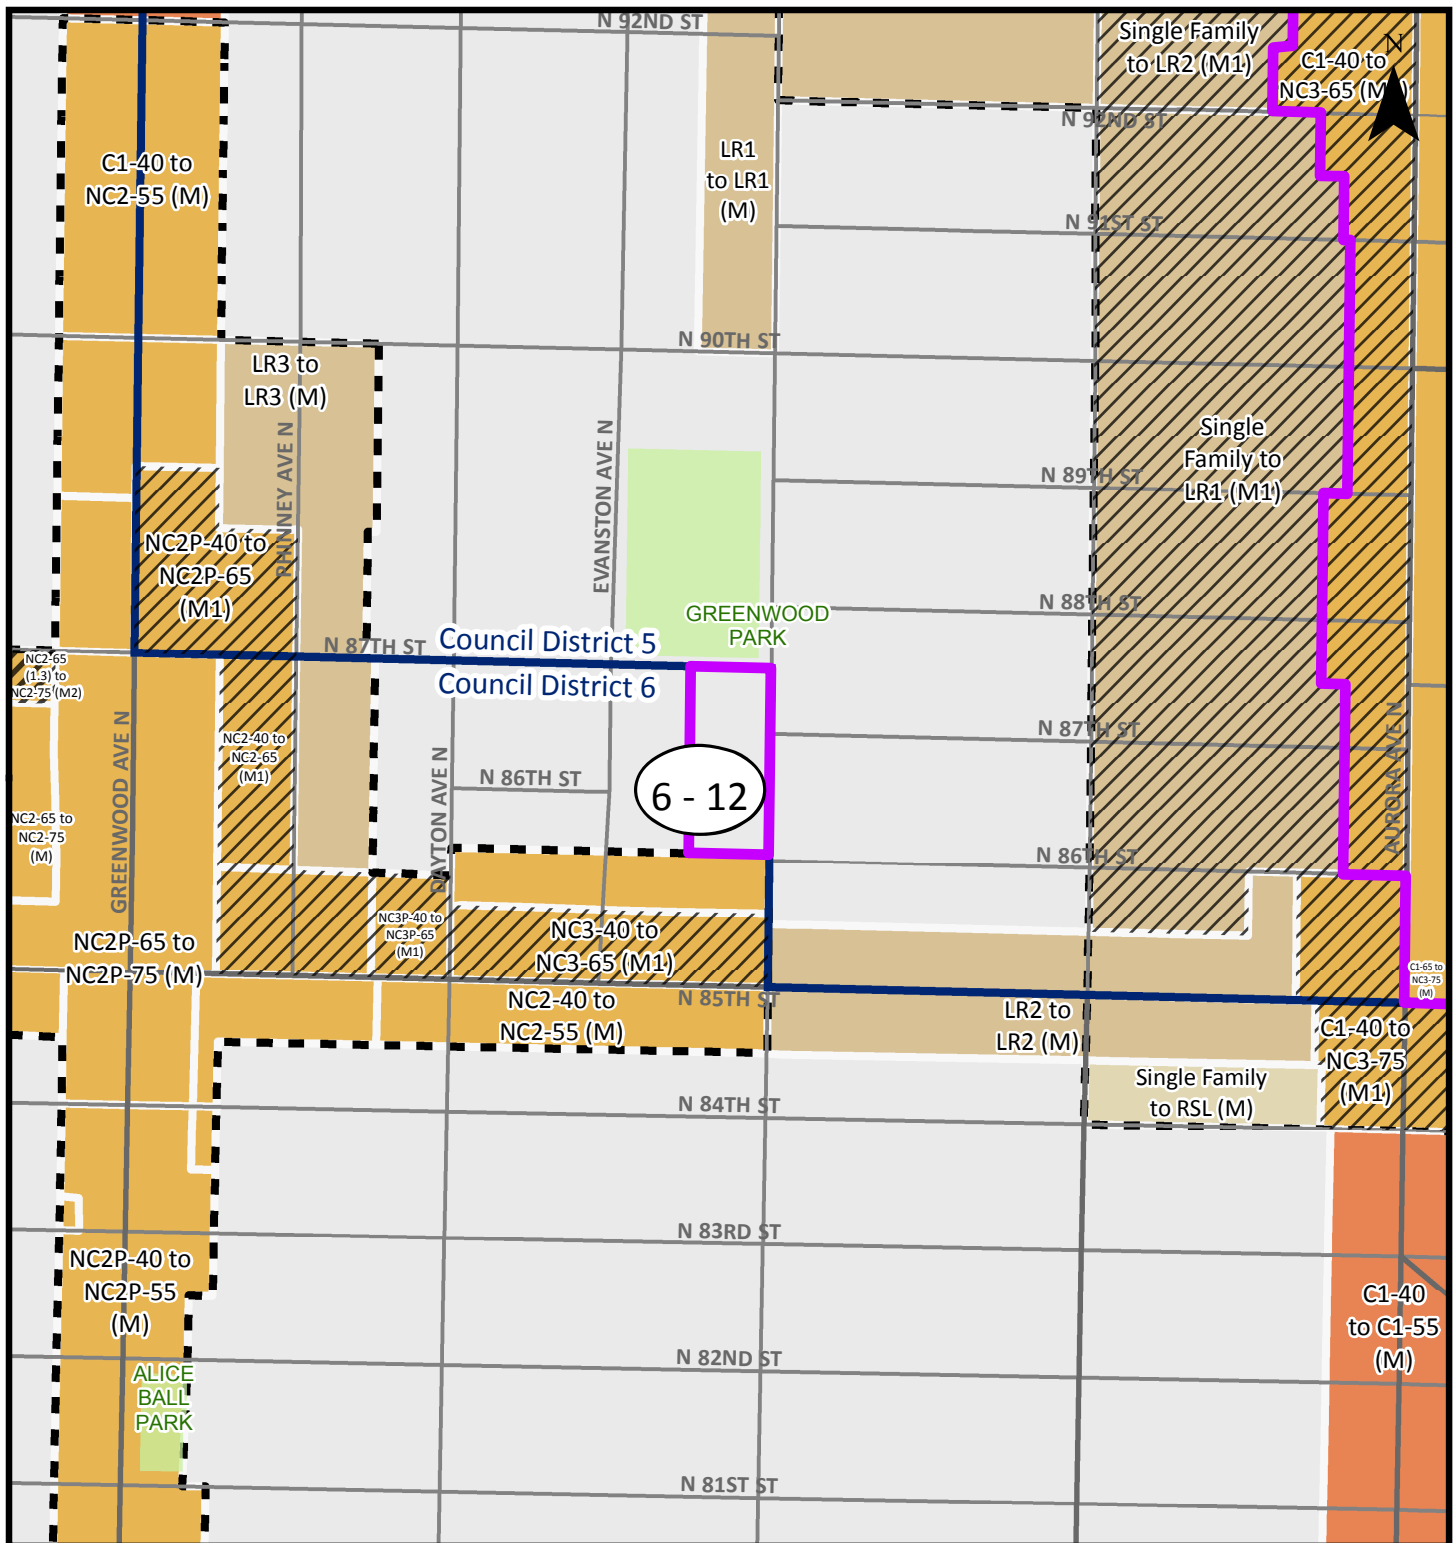 N 92ND ST
Single Family
to LR2 (M1)
C1-40 to
NC3-65 (M
N
N 92ND ST
C1-40 to
NC2-55 (M)
LR1
to LR1
(M)
N 91ST ST
N 90TH ST
LR3 to
LR3 (M)
PHINNEY AVE N
EVANSTON AVE N
Single
Family to
LR1 (M1)
N 89TH ST
NC2P-40 to
NC2P-65
(M1)
N 88TH ST
GREENWOOD
PARK
N 87TH ST
Council District 5
Council District 6
NC2-65
(1.3) to
NC2-75 (M2)
NC2-40 to
NC2-65
(M1)
N 87TH ST
AURORA AVE N
GREENWOOD AVE N
DAYTON AVE N
N 86TH ST
6 - 12
NC2-65 to
NC2-75
(M)
N 86TH ST
NC3P-40 to
NC3P-65
(M1)
NC3-40 to
NC3-65 (M1)
NC2P-65 to
NC2P-75 (M)
C1-65 to
NC3-75
(M)
NC2-40 to
NC2-55 (M)
N 85TH ST
LR2 to
LR2 (M)
C1-40 to
NC3-75
(M1)
Single Family
to RSL (M)
N 84TH ST
N 83RD ST
NC2P-40 to
NC2P-55
(M)
C1-40
to C1-55
(M)
N 82ND ST
ALICE
BALL
PARK
N 81ST ST